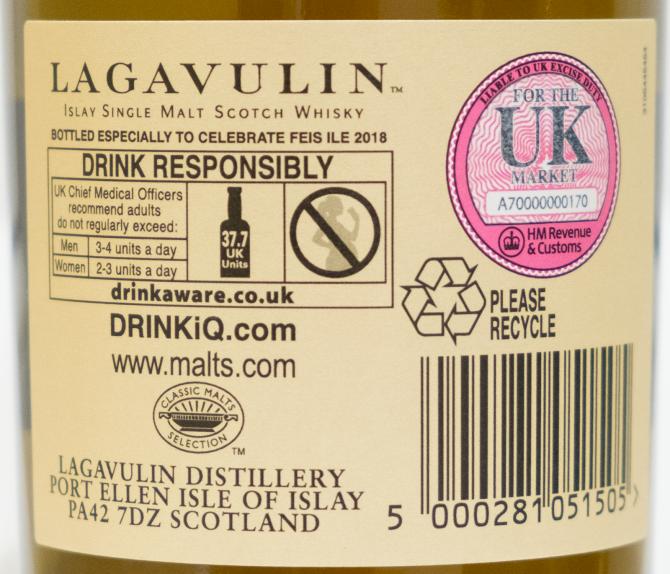 LAGAVULIN™
ISLAY SINGLE MALT SCOTCH WHISKY
BOTTLED ESPECIALLY TO CELEBRATE FEIS ILE 2018
DRINK RESPONSIBLY
UK Chief Medical Officers
recommend adults
do not regularly exceed:
Men 3-4 units a day
Women 2-3 units a day
37.7
UK
Units
drinkaware.co.uk
DRINKiQ.com
www.malts.com
CLASSIC MALTS
SELECTION
TM
LAGAVULIN DISTILLERY
PORT ELLEN ISLE OF ISLAY
PA42 7DZ SCOTLAND
LIABLE TO UK EXCISE DUTY
FOR THE
UK
MARKET
A70000000170
HM Revenue
& Customs
PLEASE
RECYCLE
5 000281 051505 >